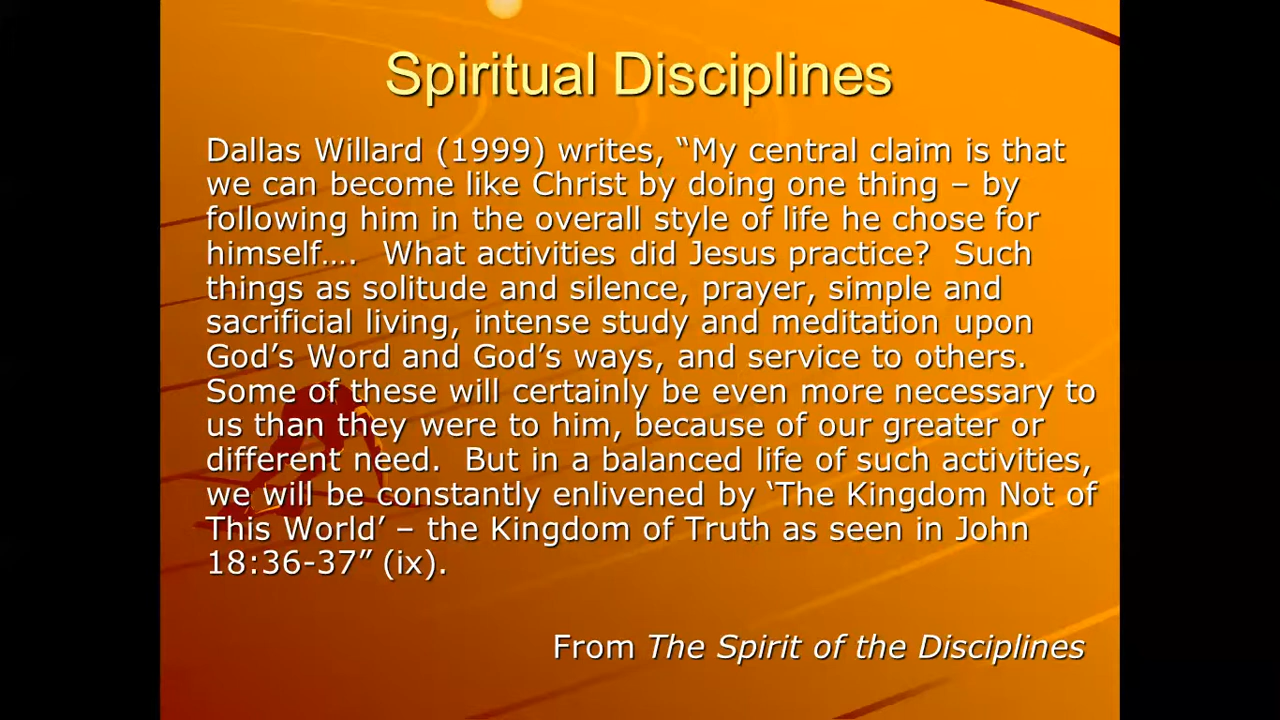 Spiritual Disciplines
Dallas Willard (1999) writes, “My central claim is that
we can become like Christ by doing one thing – by
following him in the overall style of life he chose for
himself….  What activities did Jesus practice?  Such
things as solitude and silence, prayer, simple and
sacrificial living, intense study and meditation upon
God’s Word and God’s ways, and service to others.
Some of these will certainly be even more necessary to
us than they were to him, because of our greater or
different need.  But in a balanced life of such activities,
we will be constantly enlivened by ‘The Kingdom Not of
This World’ – the Kingdom of Truth as seen in John
18:36-37” (ix).
From The Spirit of the Disciplines